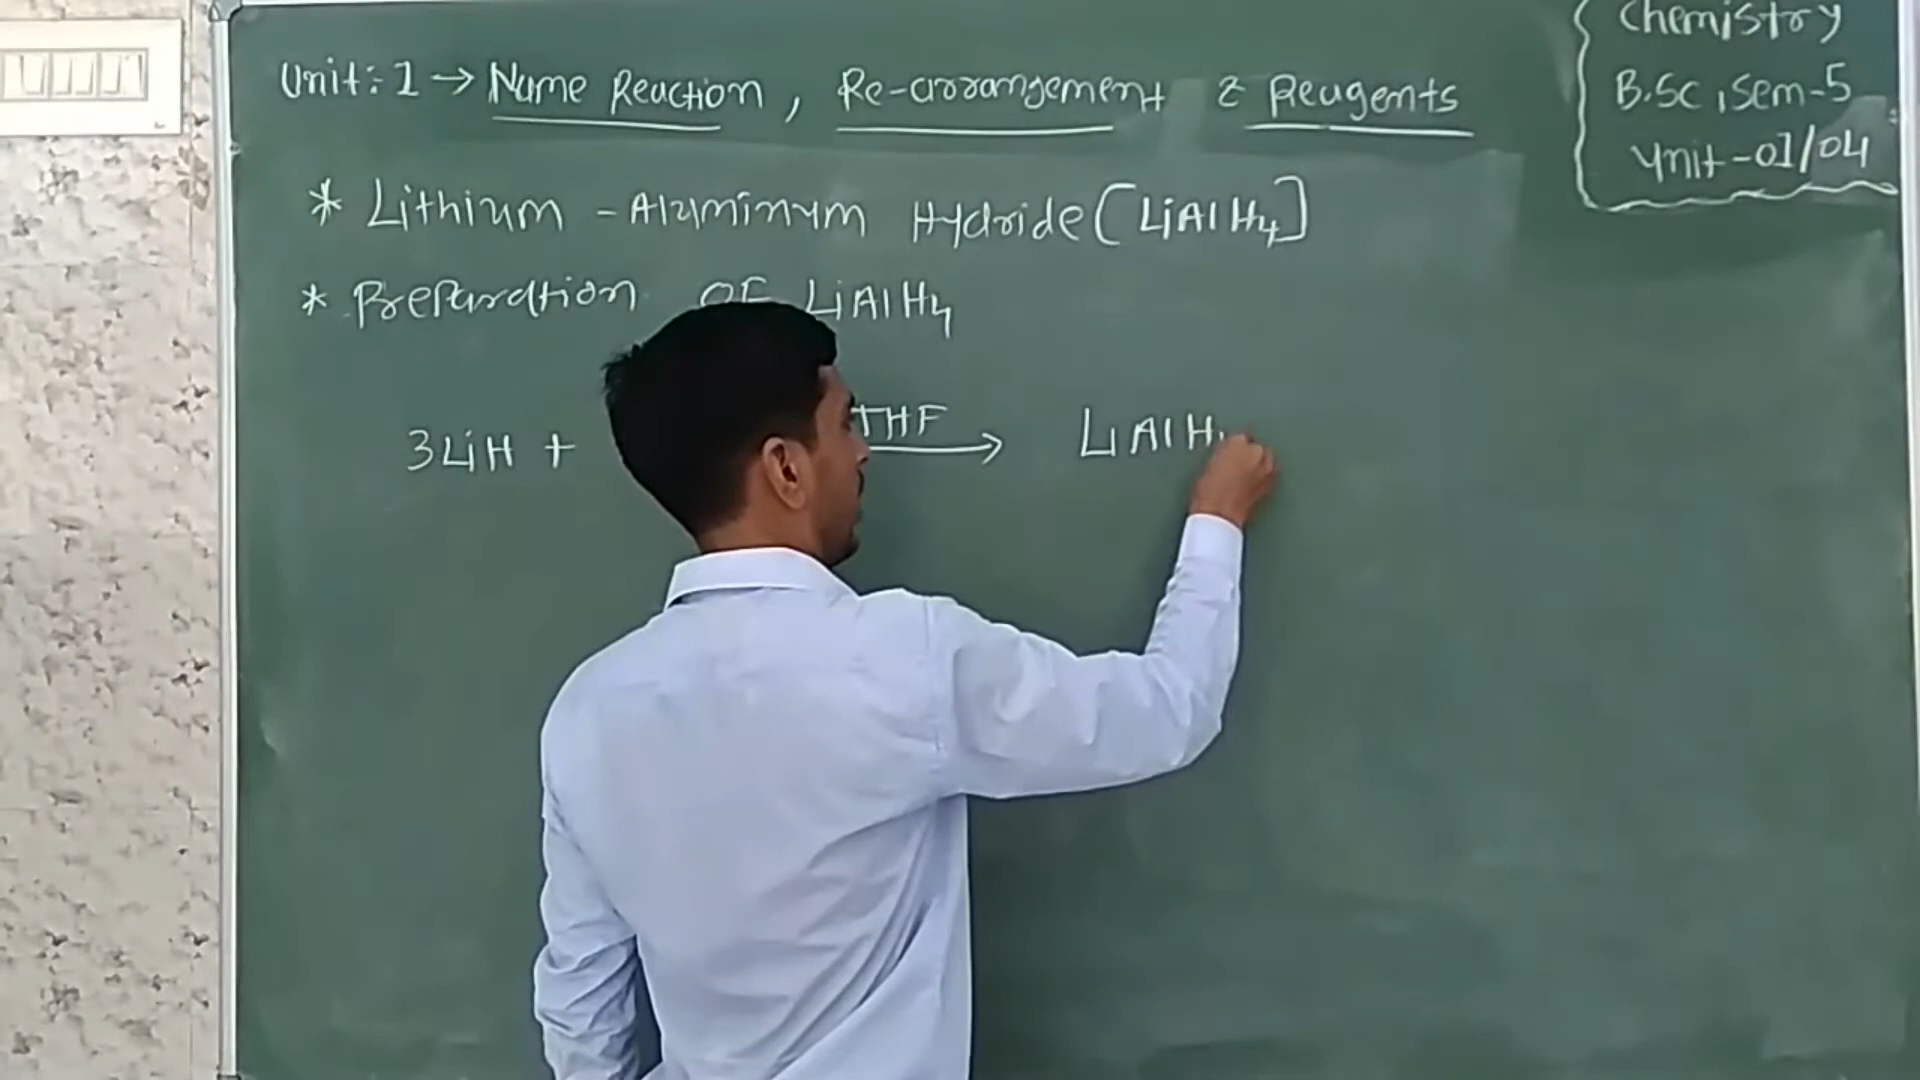 Chemistry
B.Sc, Sem-5
Unit-01/04
Unit:1 → Name Reaction, Re-arrangement & Reagents
* Lithium - Aluminium Hydride [LiAlH4]
* Preparation OF LiAlH4
3LiH + THF → LiAlH